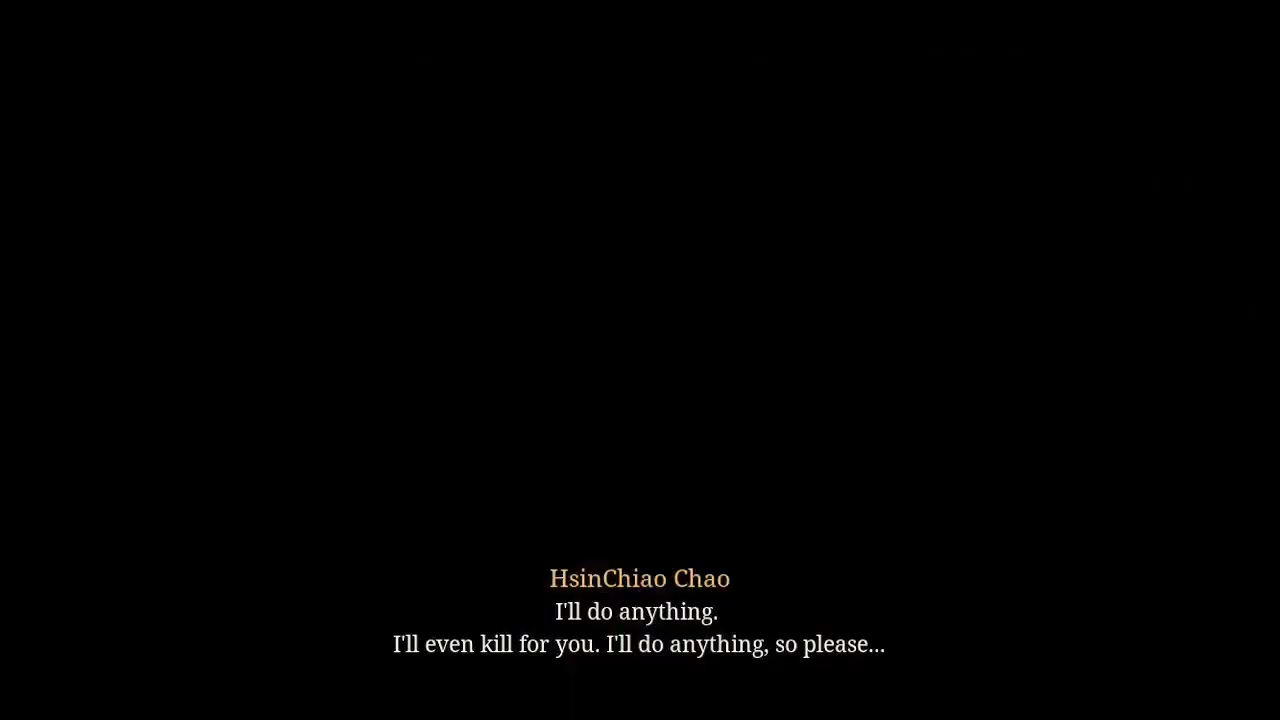 HsinChiao Chao
I'll do anything.
I'll even kill for you. I'll do anything, so please...